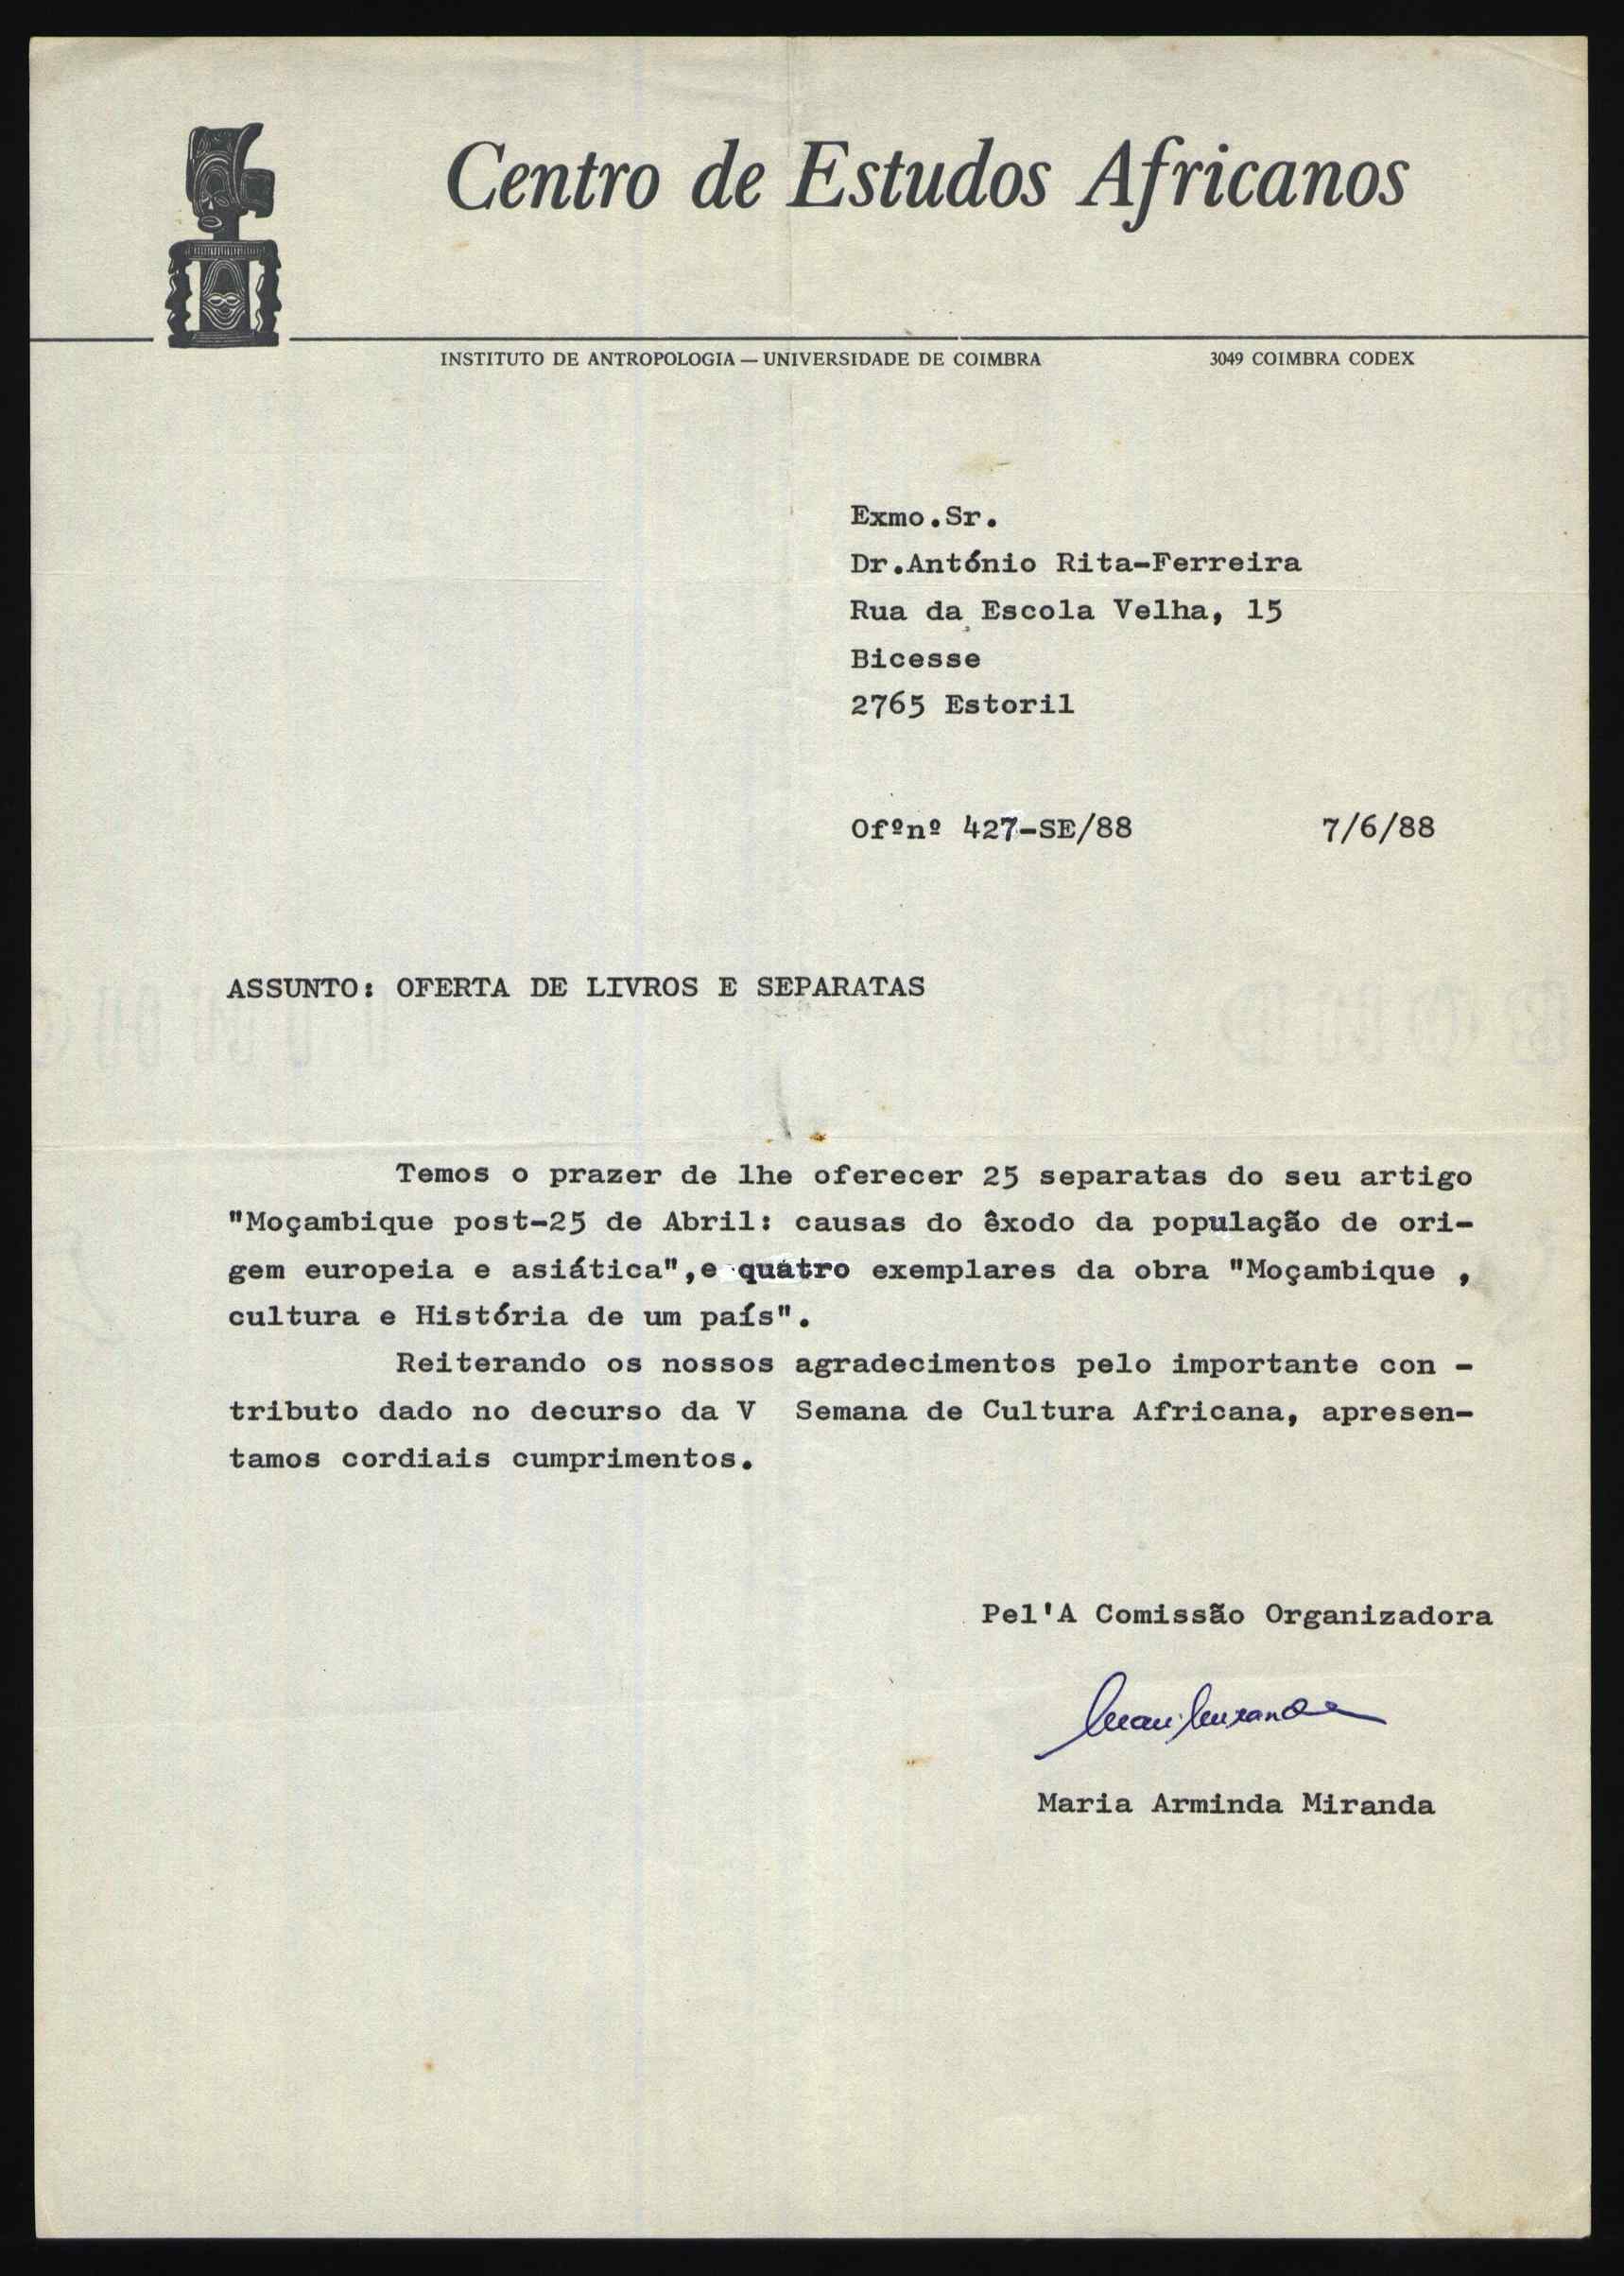 Centro de Estudos Africanos
INSTITUTO DE ANTROPOLOGIA — UNIVERSIDADE DE COIMBRA 3049 COIMBRA CODEX
Exmo.Sr.
Dr.António Rita-Ferreira
Rua da Escola Velha, 15
Bicesse
2765 Estoril
Ofºnº 427-SE/88 7/6/88
ASSUNTO: OFERTA DE LIVROS E SEPARATAS
Temos o prazer de lhe oferecer 25 separatas do seu artigo
"Moçambique post-25 de Abril: causas do êxodo da população de ori-
gem europeia e asiática",e quatro exemplares da obra "Moçambique ,
cultura e História de um país".
Reiterando os nossos agradecimentos pelo importante con -
tributo dado no decurso da V Semana de Cultura Africana, apresen-
tamos cordiais cumprimentos.
Pel'A Comissão Organizadora
Maria Arminda Miranda